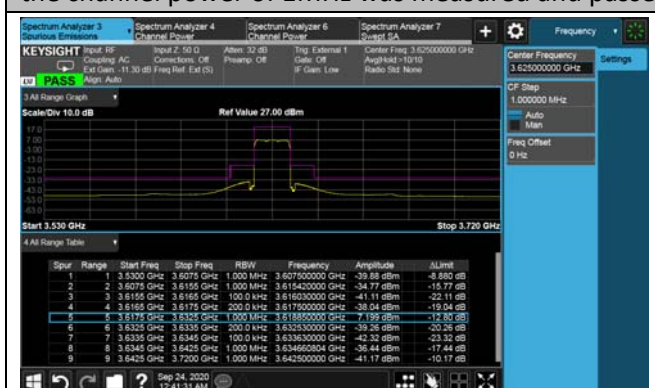 the channel power of 1MHz was measured and passe
Spectrum Analyzer 3 Spurious Emissions
Spectrum Analyzer 4 Channel Power
Spectrum Analyzer 6 Channel Power
Spectrum Analyzer 7 Swept SA
Frequency
KEYSIGHT Input: RF Input Z: 50 Ω Atten: 32 dB Trig: External 1 Center Freq: 3.625000000 GHz
Coupling: AC Corrections: Off Preamp: Off Gate: Off Avg|Hold:>10/10
Ext Gain: -11.30 dB Freq Ref: Ext (S) IF Gain: Low Radio Std: None
LU PASS Align: Auto
Center Frequency
3.625000000 GHz
Settings
CF Step
1.000000 MHz
Auto
Man
Freq Offset
0 Hz
3 All Range Graph
Scale/Div 10.0 dB Ref Value 27.00 dBm
17.0
7.00
-3.00
-13.0
-23.0
-33.0
-43.0
-53.0
-63.0
Start 3.530 GHz Stop 3.720 GHz
4 All Range Table
Spur Range Start Freq Stop Freq RBW Frequency Amplitude ΔLimit
1 1 3.5300 GHz 3.6075 GHz 1.000 MHz 3.607500000 GHz -39.88 dBm -8.880 dB
2 2 3.6075 GHz 3.6155 GHz 1.000 MHz 3.615420000 GHz -34.77 dBm -15.77 dB
3 3 3.6155 GHz 3.6165 GHz 100.0 kHz 3.616030000 GHz -41.11 dBm -22.11 dB
4 4 3.6165 GHz 3.6175 GHz 200.0 kHz 3.617500000 GHz -38.04 dBm -19.04 dB
5 5 3.6175 GHz 3.6325 GHz 1.000 MHz 3.618850000 GHz 7.199 dBm -12.80 dB
6 6 3.6325 GHz 3.6335 GHz 200.0 kHz 3.632530000 GHz -39.26 dBm -20.26 dB
7 7 3.6335 GHz 3.6345 GHz 100.0 kHz 3.633630000 GHz -42.32 dBm -23.32 dB
8 8 3.6345 GHz 3.6425 GHz 1.000 MHz 3.634660804 GHz -36.44 dBm -17.44 dB
9 9 3.6425 GHz 3.7200 GHz 1.000 MHz 3.642500000 GHz -41.17 dBm -10.17 dB
Sep 24, 2020
12:41:31 AM